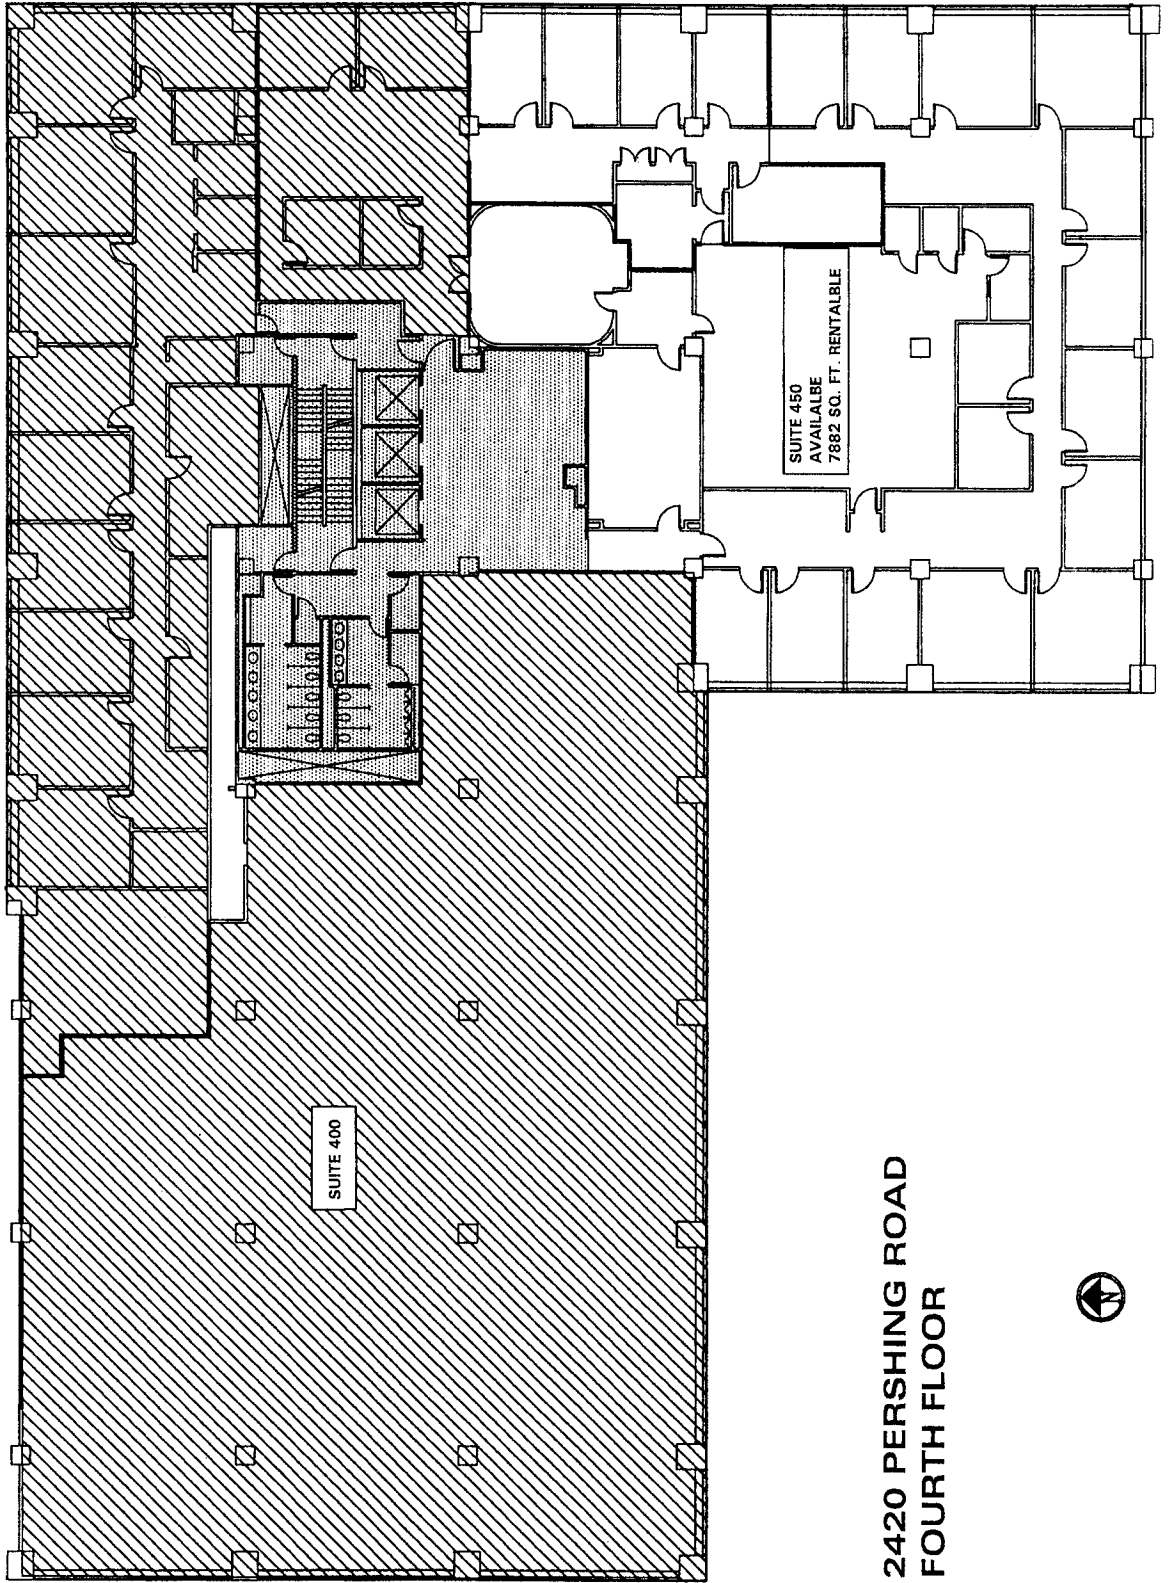 SUITE 450
AVAILALBE
7882 SQ. FT. RENTALBLE
SUITE 400
2420 PERSHING ROAD
FOURTH FLOOR
N